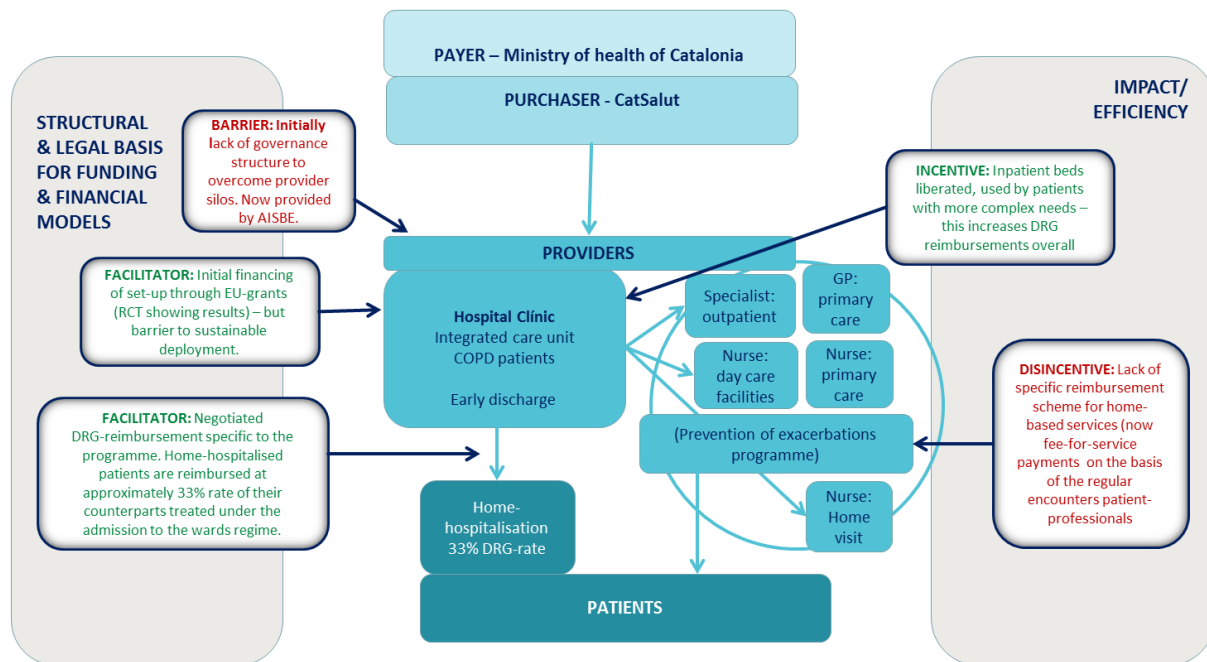 PAYER – Ministry of health of Catalonia
PURCHASER - CatSalut
STRUCTURAL
& LEGAL BASIS
FOR FUNDING
& FINANCIAL
MODELS
BARRIER: Initially
lack of governance
structure to
overcome provider
silos. Now provided
by AISBE.
FACILITATOR: Initial financing
of set-up through EU-grants
(RCT showing results) – but
barrier to sustainable
deployment.
FACILITATOR: Negotiated
DRG-reimbursement specific to the
programme. Home-hospitalised
patients are reimbursed at
approximately 33% rate of their
counterparts treated under the
admission to the wards regime.
PROVIDERS
Hospital Clínic
Integrated care unit
COPD patients
Early discharge
Specialist:
outpatient
GP:
primary
care
Nurse:
day care
facilities
Nurse:
primary
care
(Prevention of exacerbations
programme)
Nurse:
Home
visit
Home-
hospitalisation
33% DRG-rate
PATIENTS
IMPACT/
EFFICIENCY
INCENTIVE: Inpatient beds
liberated, used by patients
with more complex needs –
this increases DRG
reimbursements overall
DISINCENTIVE: Lack of
specific reimbursement
scheme for home-
based services (now
fee-for-service
payments on the basis
of the regular
encounters patient-
professionals